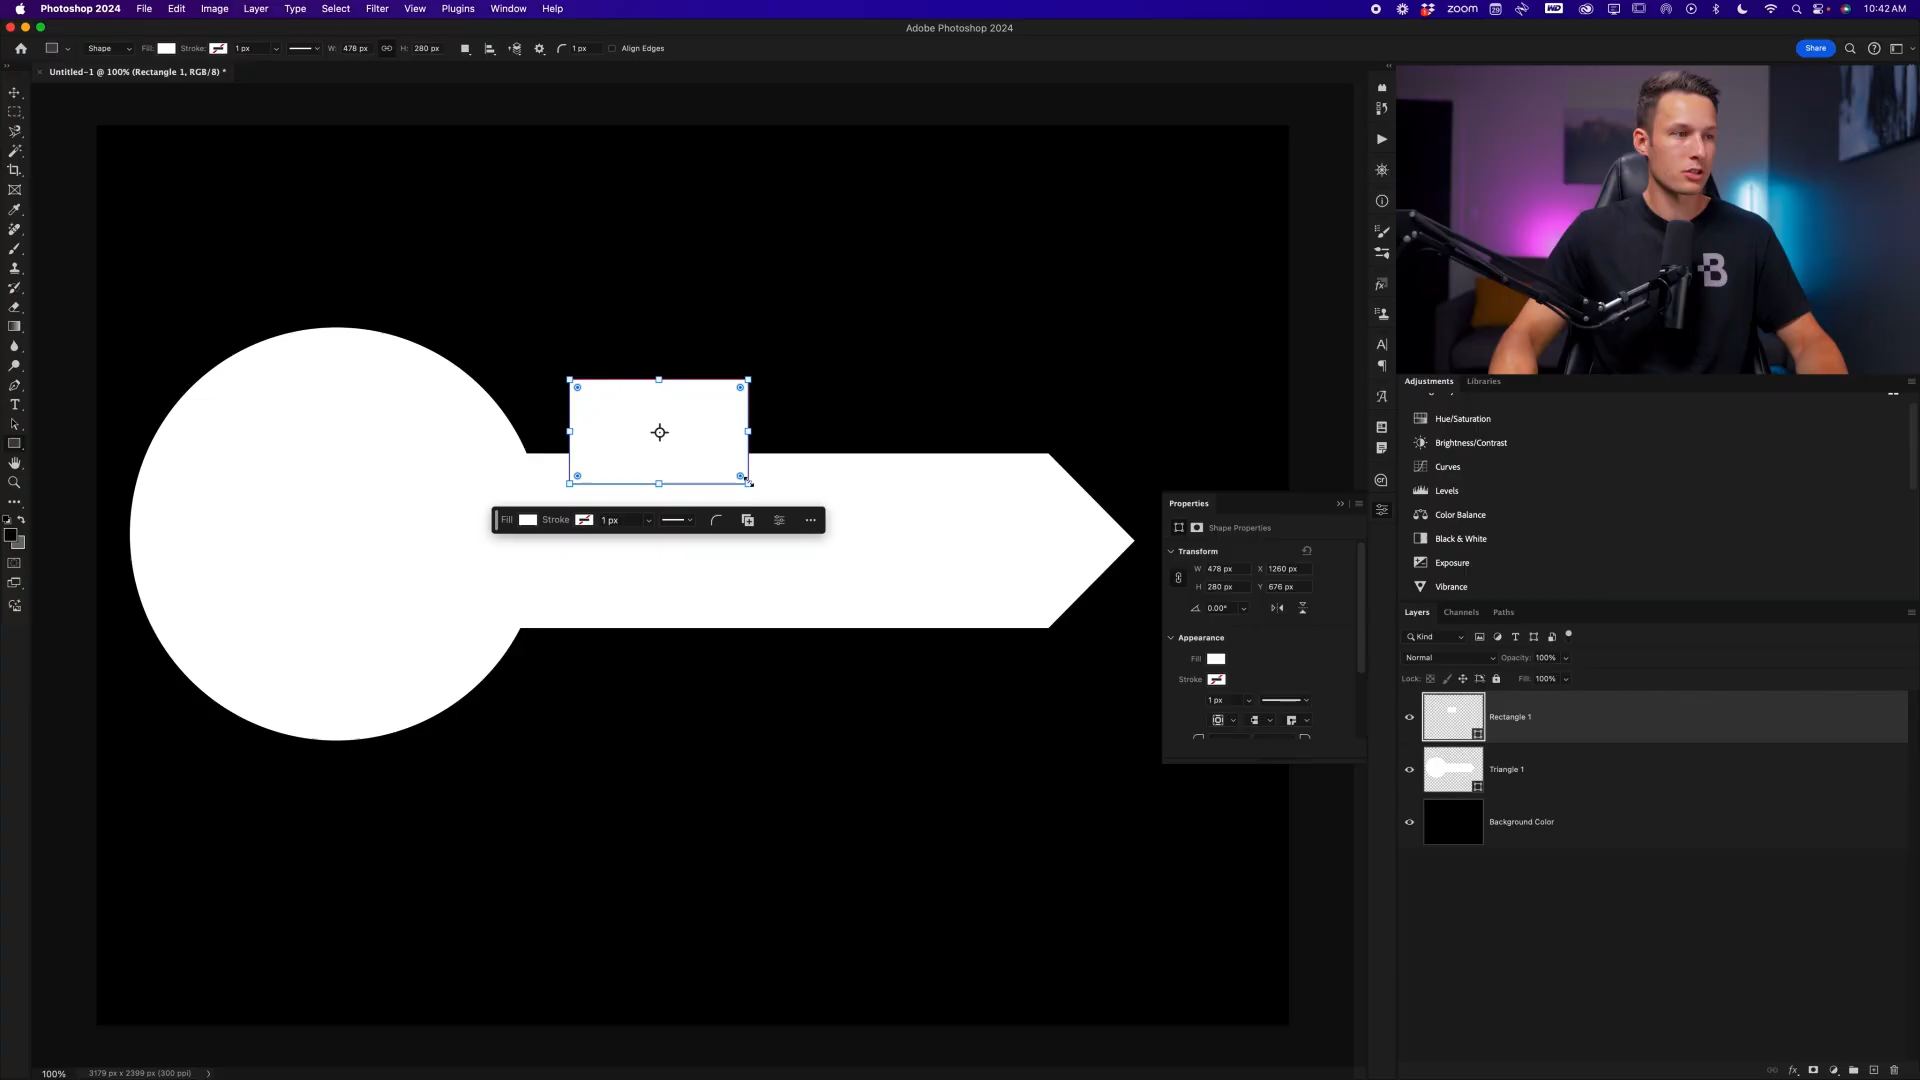 Photoshop 2024 File Edit Image Layer Type Select Filter View Plugins Window Help zoom 29 WD 10:42 AM
Adobe Photoshop 2024
Shape Fill: Stroke: 1 px W: 478 px H: 280 px 1 px Align Edges Share
Untitled-1 @ 100% (Rectangle 1, RGB/8) *
B
Adjustments Libraries
Hue/Saturation
Brightness/Contrast
Curves
Levels
Color Balance
Black & White
Exposure
Vibrance
Fill Stroke 1 px
Properties
Shape Properties
Transform
W 478 px X 1260 px
H 280 px Y 676 px
0.00°
Appearance
Fill
Stroke
1 px
Layers Channels Paths
Kind
Normal Opacity: 100%
Lock: Fill: 100%
Rectangle 1
Triangle 1
Background Color
100% 3179 px x 2399 px (300 ppi)